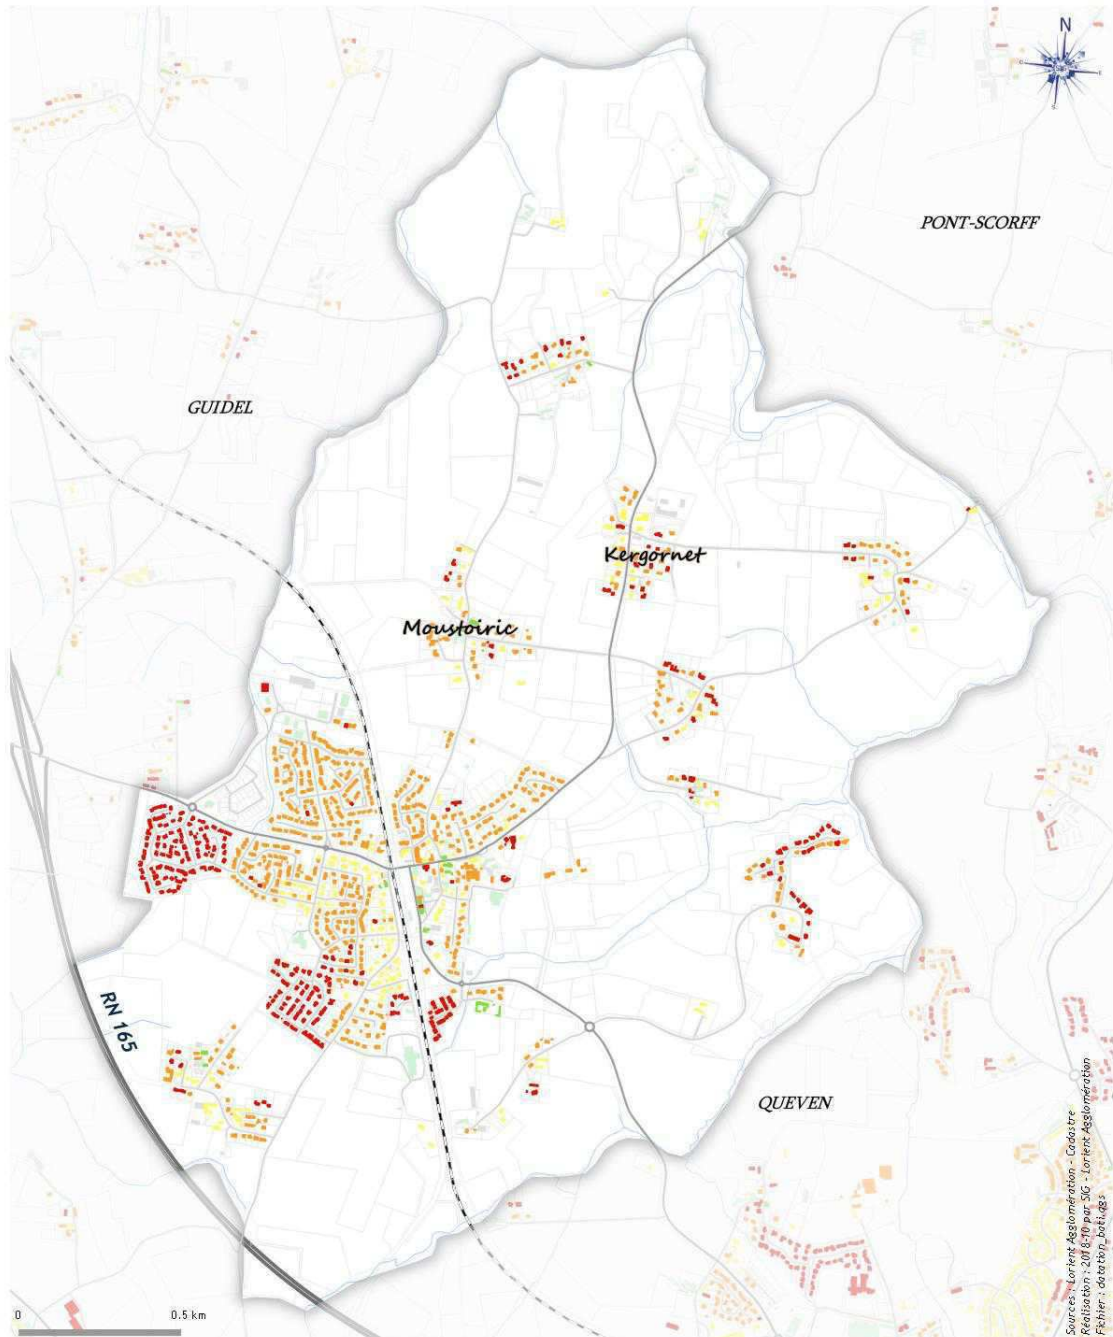 N
PONT-SCORFF
GUIDEL
Kergornet
Moustoiric
RN 165
QUEVEN
0 0.5 km
Sources : Lorient Agglomération - Cadastre
Réalisation : 2018-10 par SIG - Lorient Agglomération
Fichier : datation_bati.qgs